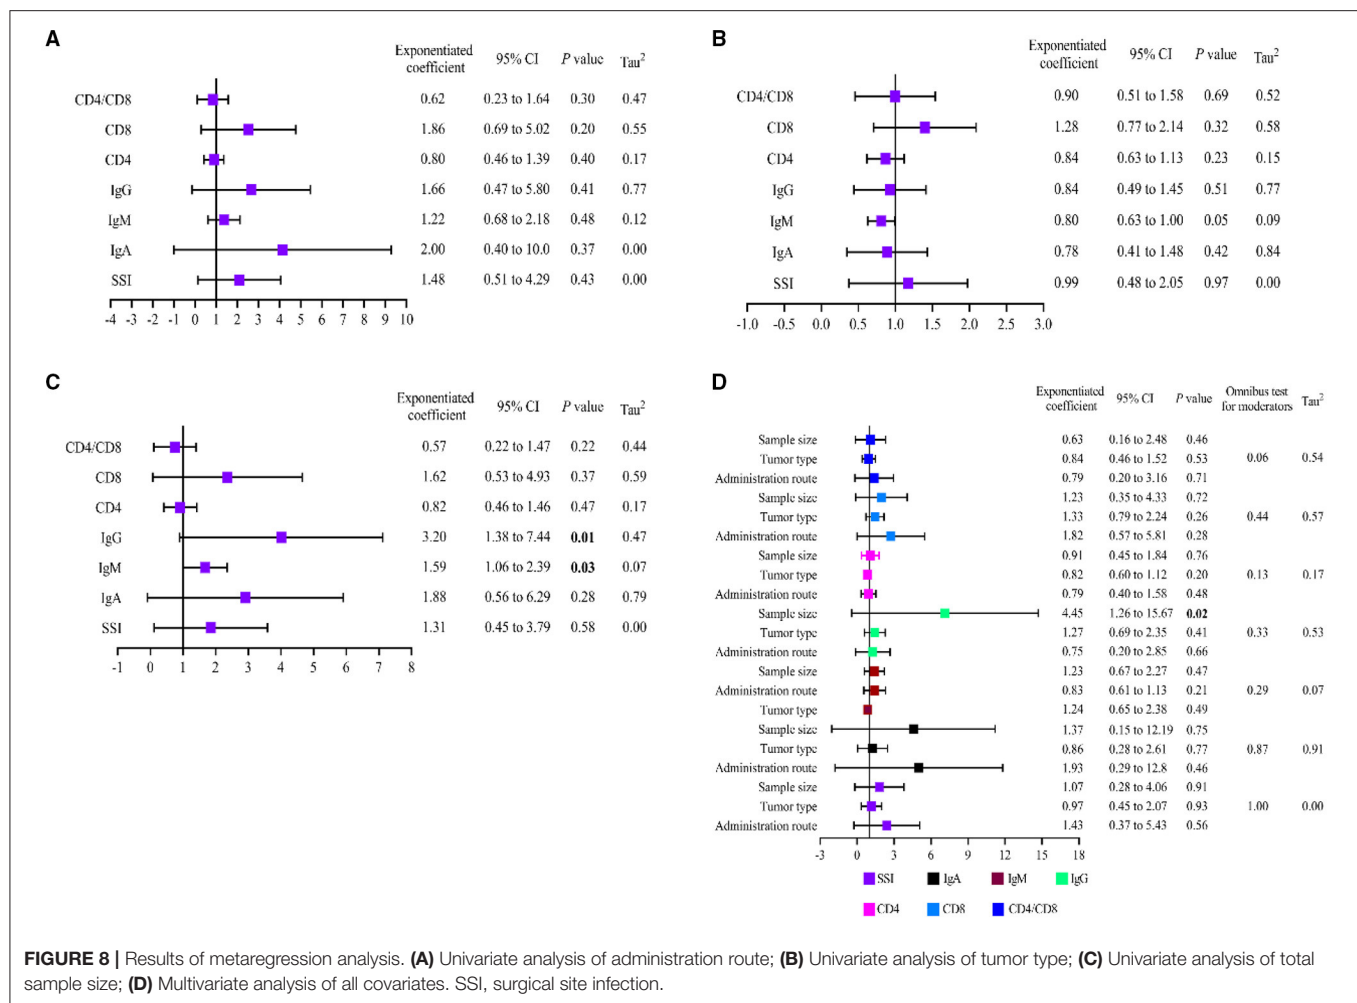 A
Exponentiated coefficient 95% CI P value Tau²
CD4/CD8 0.62 0.23 to 1.64 0.30 0.47
CD8 1.86 0.69 to 5.02 0.20 0.55
CD4 0.80 0.46 to 1.39 0.40 0.17
IgG 1.66 0.47 to 5.80 0.41 0.77
IgM 1.22 0.68 to 2.18 0.48 0.12
IgA 2.00 0.40 to 10.0 0.37 0.00
SSI 1.48 0.51 to 4.29 0.43 0.00
-4 -3 -2 -1 0 1 2 3 4 5 6 7 8 9 10
B
Exponentiated coefficient 95% CI P value Tau²
CD4/CD8 0.90 0.51 to 1.58 0.69 0.52
CD8 1.28 0.77 to 2.14 0.32 0.58
CD4 0.84 0.63 to 1.13 0.23 0.15
IgG 0.84 0.49 to 1.45 0.51 0.77
IgM 0.80 0.63 to 1.00 0.05 0.09
IgA 0.78 0.41 to 1.48 0.42 0.84
SSI 0.99 0.48 to 2.05 0.97 0.00
-1.0 -0.5 0.0 0.5 1.0 1.5 2.0 2.5 3.0
C
Exponentiated coefficient 95% CI P value Tau²
CD4/CD8 0.57 0.22 to 1.47 0.22 0.44
CD8 1.62 0.53 to 4.93 0.37 0.59
CD4 0.82 0.46 to 1.46 0.47 0.17
IgG 3.20 1.38 to 7.44 0.01 0.47
IgM 1.59 1.06 to 2.39 0.03 0.07
IgA 1.88 0.56 to 6.29 0.28 0.79
SSI 1.31 0.45 to 3.79 0.58 0.00
-1 0 1 2 3 4 5 6 7 8
D
Exponentiated coefficient 95% CI P value Omnibus test for moderators Tau²
Sample size 0.63 0.16 to 2.48 0.46
Tumor type 0.84 0.46 to 1.52 0.53 0.06 0.54
Administration route 0.79 0.20 to 3.16 0.71
Sample size 1.23 0.35 to 4.33 0.72
Tumor type 1.33 0.79 to 2.24 0.26 0.44 0.57
Administration route 1.82 0.57 to 5.81 0.28
Sample size 0.91 0.45 to 1.84 0.76
Tumor type 0.82 0.60 to 1.12 0.20 0.13 0.17
Administration route 0.79 0.40 to 1.58 0.48
Sample size 4.45 1.26 to 15.67 0.02
Tumor type 1.27 0.69 to 2.35 0.41 0.33 0.53
Administration route 0.75 0.20 to 2.85 0.66
Sample size 1.23 0.67 to 2.27 0.47
Administration route 0.83 0.61 to 1.13 0.21 0.29 0.07
Tumor type 1.24 0.65 to 2.38 0.49
Sample size 1.37 0.15 to 12.19 0.75
Tumor type 0.86 0.28 to 2.61 0.77 0.87 0.91
Administration route 1.93 0.29 to 12.8 0.46
Sample size 1.07 0.28 to 4.06 0.91
Tumor type 0.97 0.45 to 2.07 0.93 1.00 0.00
Administration route 1.43 0.37 to 5.43 0.56
-3 0 3 6 9 12 15 18
SSI IgA IgM IgG
CD4 CD8 CD4/CD8
FIGURE 8 | Results of metaregression analysis. (A) Univariate analysis of administration route; (B) Univariate analysis of tumor type; (C) Univariate analysis of total
sample size; (D) Multivariate analysis of all covariates. SSI, surgical site infection.